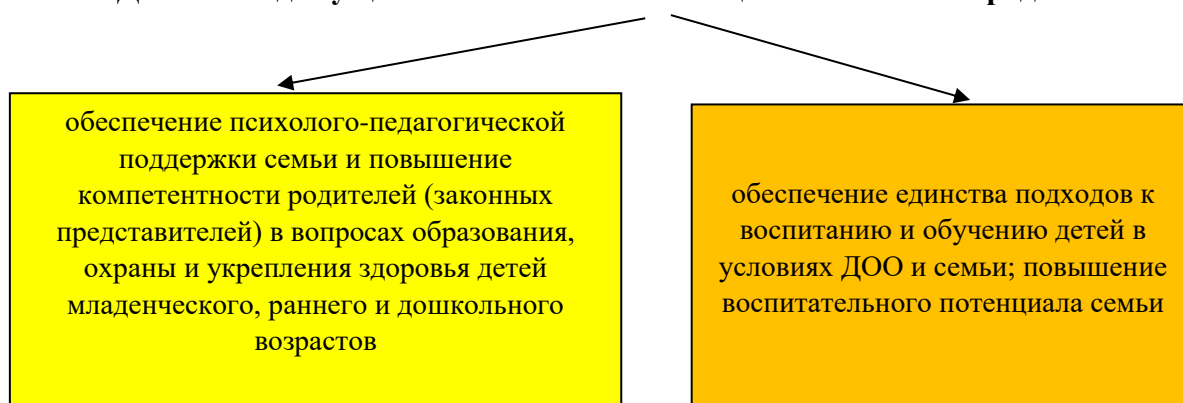 обеспечение психолого-педагогической
поддержки семьи и повышение
компетентности родителей (законных
представителей) в вопросах образования,
охраны и укрепления здоровья детей
младенческого, раннего и дошкольного
возрастов
обеспечение единства подходов к
воспитанию и обучению детей в
условиях ДОО и семьи; повышение
воспитательного потенциала семьи